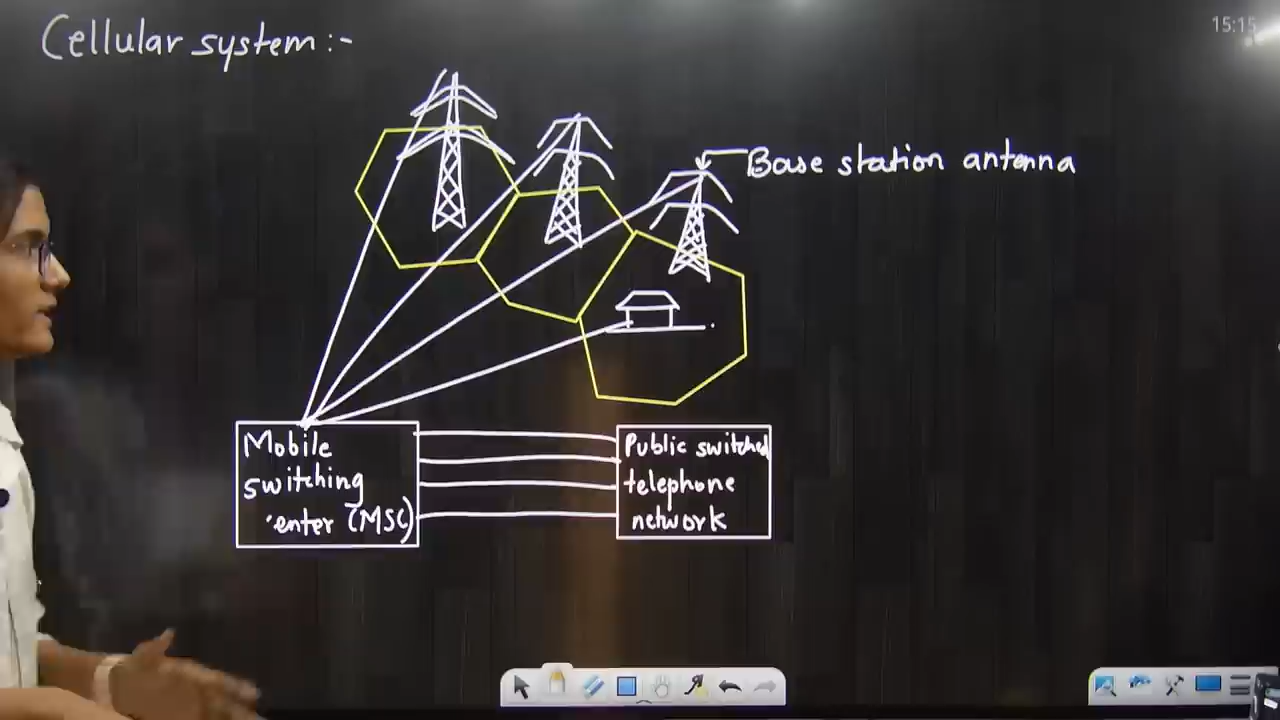 Cellular system :-
15:15
Base station antenna
Mobile
switching
enter (MSC)
Public switched
telephone
network